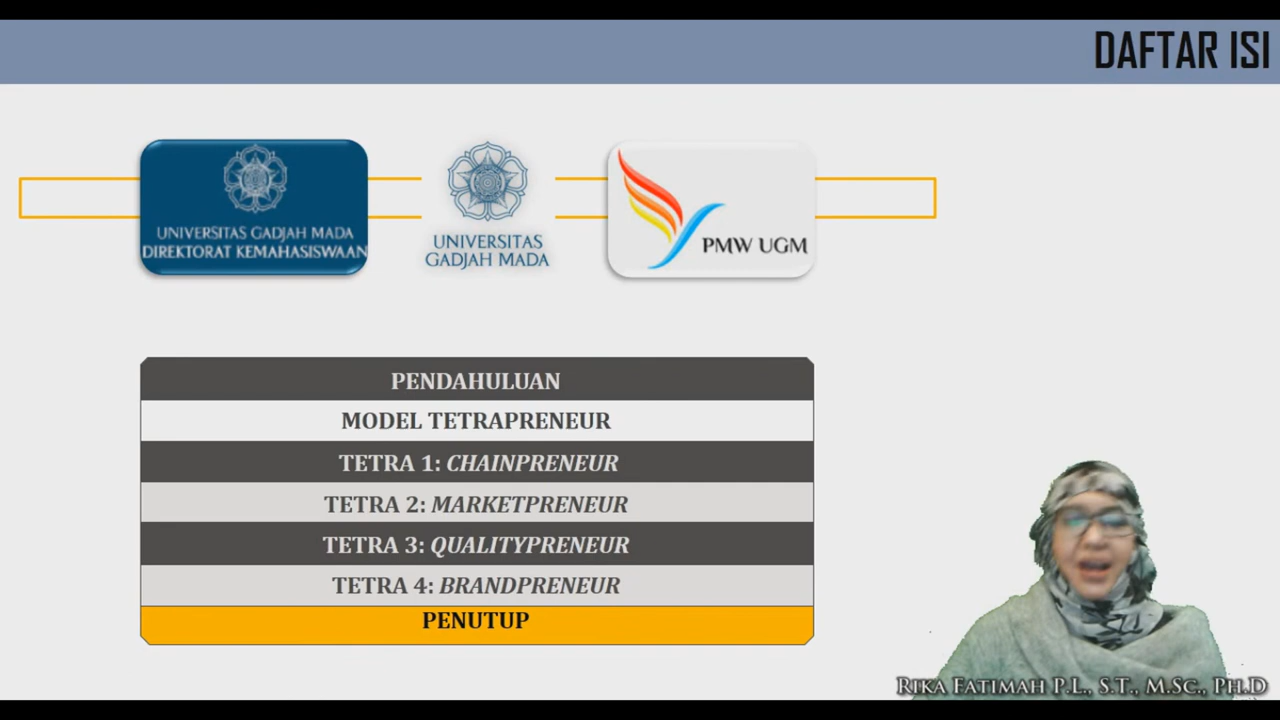 DAFTAR ISI
UNIVERSITAS GADJAH MADA
DIREKTORAT KEMAHASISWAAN
UNIVERSITAS
GADJAH MADA
PMW UGM
PENDAHULUAN
MODEL TETRAPRENEUR
TETRA 1: CHAINPRENEUR
TETRA 2: MARKETPRENEUR
TETRA 3: QUALITYPRENEUR
TETRA 4: BRANDPRENEUR
PENUTUP
RIKA FATIMAH P.L., S.T., M.SC., PH.D